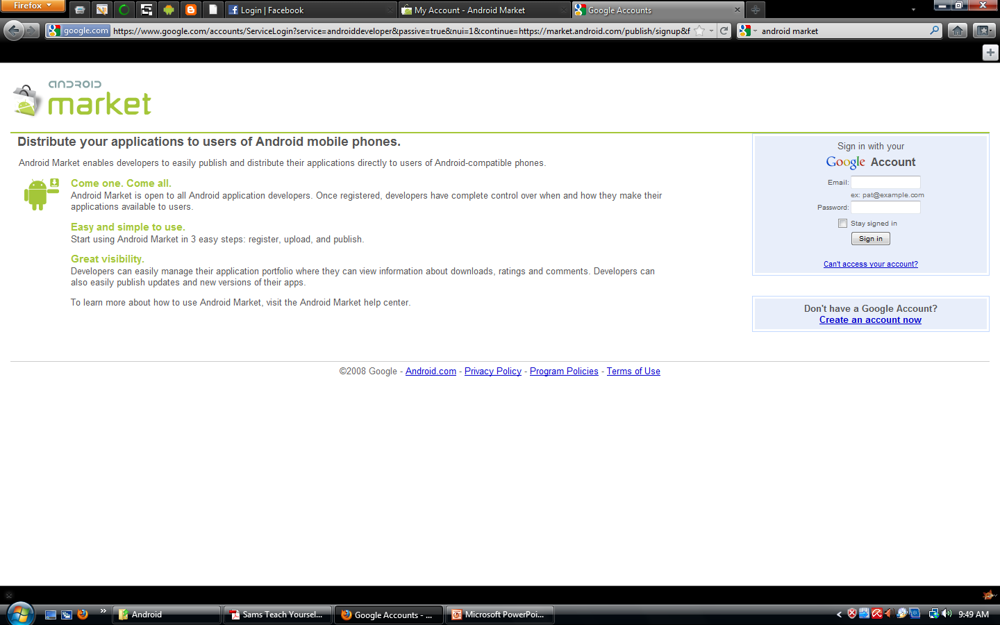 Firefox
Login | Facebook
My Account - Android Market
Google Accounts
google.com
https://www.google.com/accounts/ServiceLogin?service=androiddeveloper&passive=true&nui=1&continue=https://market.android.com/publish/signup&f
android market
ANDROID
market
Distribute your applications to users of Android mobile phones.
Android Market enables developers to easily publish and distribute their applications directly to users of Android-compatible phones.
Come one. Come all.
Android Market is open to all Android application developers. Once registered, developers have complete control over when and how they make their
applications available to users.
Easy and simple to use.
Start using Android Market in 3 easy steps: register, upload, and publish.
Great visibility.
Developers can easily manage their application portfolio where they can view information about downloads, ratings and comments. Developers can
also easily publish updates and new versions of their apps.
To learn more about how to use Android Market, visit the Android Market help center.
Sign in with your
Google Account
Email:
ex: pat@example.com
Password:
Stay signed in
Sign in
Can't access your account?
Don't have a Google Account?
Create an account now
©2008 Google - Android.com - Privacy Policy - Program Policies - Terms of Use
Android
Sams Teach Yoursel...
Google Accounts - ...
Microsoft PowerPoi...
9:49 AM